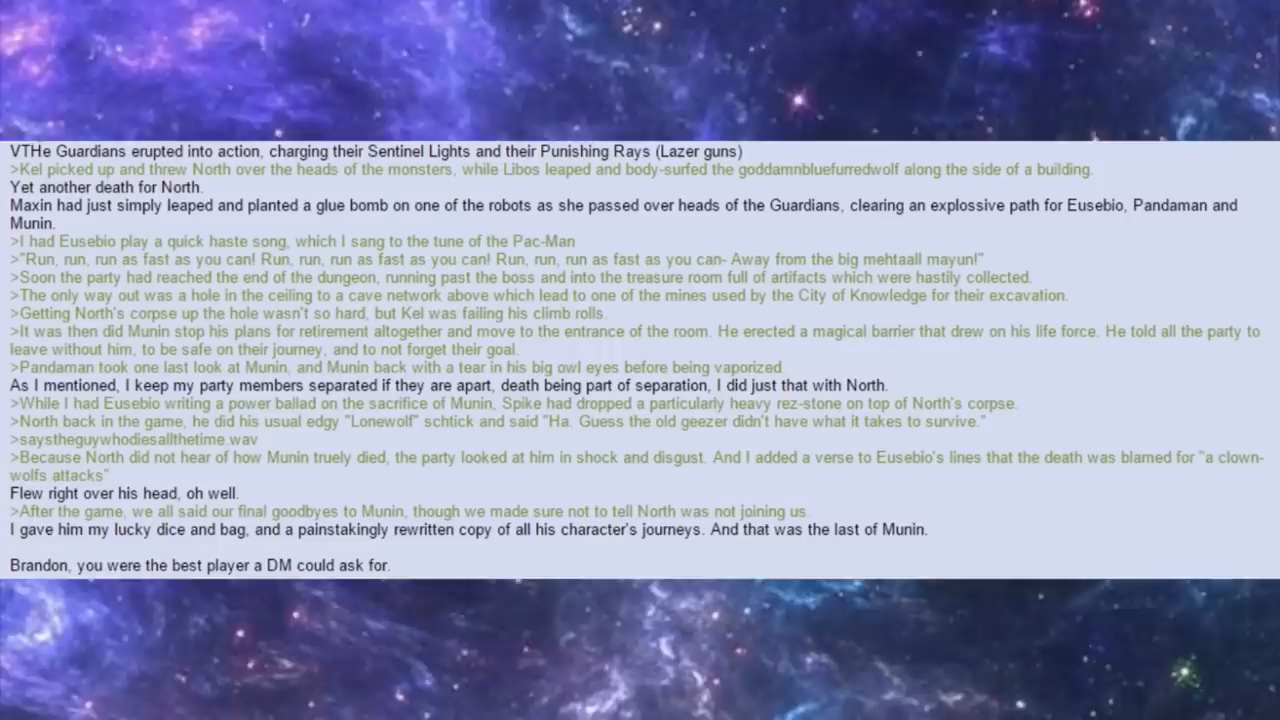 VTHe Guardians erupted into action, charging their Sentinel Lights and their Punishing Rays (Lazer guns)
>Kel picked up and threw North over the heads of the monsters, while Libos leaped and body-surfed the goddamnbluefurredwolf along the side of a building.
Yet another death for North.
Maxin had just simply leaped and planted a glue bomb on one of the robots as she passed over heads of the Guardians, clearing an explossive path for Eusebio, Pandaman and
Munin.
>I had Eusebio play a quick haste song, which I sang to the tune of the Pac-Man
>"Run, run, run as fast as you can! Run, run, run as fast as you can! Run, run, run as fast as you can- Away from the big mehtaall mayun!"
>Soon the party had reached the end of the dungeon, running past the boss and into the treasure room full of artifacts which were hastily collected.
>The only way out was a hole in the ceiling to a cave network above which lead to one of the mines used by the City of Knowledge for their excavation.
>Getting North's corpse up the hole wasn't so hard, but Kel was failing his climb rolls.
>It was then did Munin stop his plans for retirement altogether and move to the entrance of the room. He erected a magical barrier that drew on his life force. He told all the party to
leave without him, to be safe on their journey, and to not forget their goal.
>Pandaman took one last look at Munin, and Munin back with a tear in his big owl eyes before being vaporized.
As I mentioned, I keep my party members separated if they are apart, death being part of separation, I did just that with North.
>While I had Eusebio writing a power ballad on the sacrifice of Munin, Spike had dropped a particularly heavy rez-stone on top of North's corpse.
>North back in the game, he did his usual edgy "Lonewolf" schtick and said "Ha. Guess the old geezer didn't have what it takes to survive."
>saystheguywhodiesallthetime.wav
>Because North did not hear of how Munin truely died, the party looked at him in shock and disgust. And I added a verse to Eusebio's lines that the death was blamed for "a clown-
wolfs attacks"
Flew right over his head, oh well.
>After the game, we all said our final goodbyes to Munin, though we made sure not to tell North was not joining us.
I gave him my lucky dice and bag, and a painstakingly rewritten copy of all his character's journeys. And that was the last of Munin.
Brandon, you were the best player a DM could ask for.